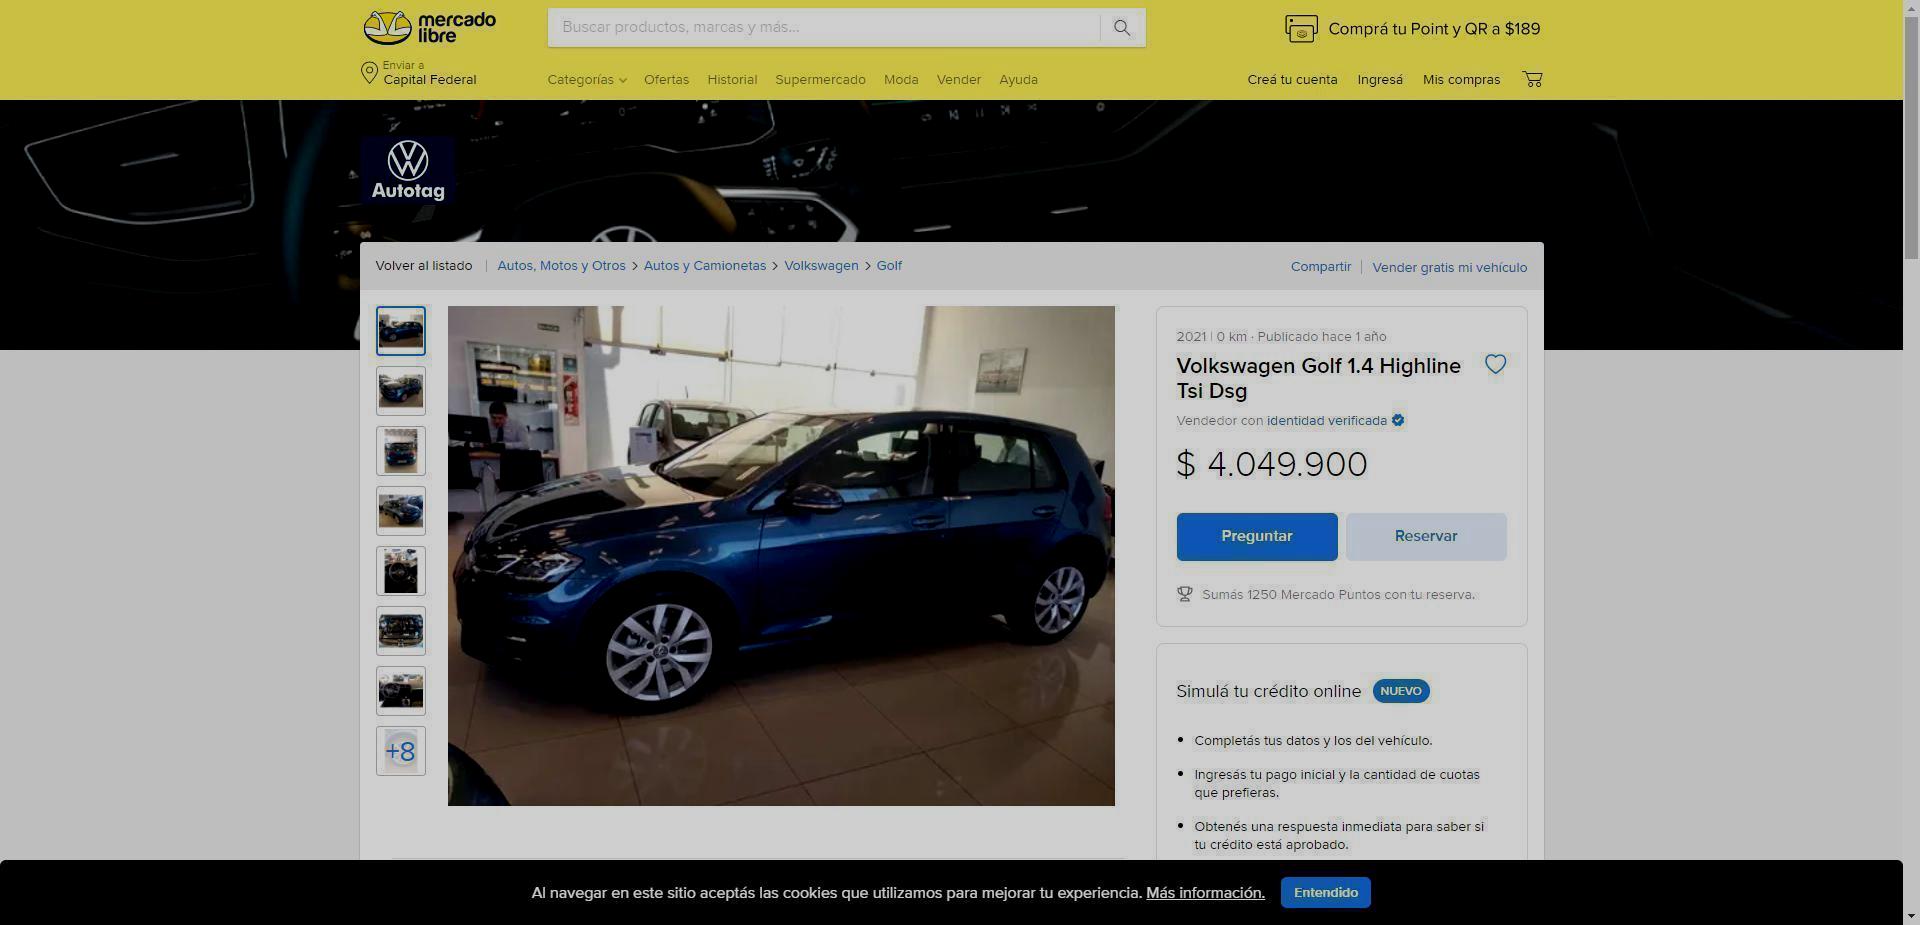 mercado
libre
Buscar productos, marcas y más...
Comprá tu Point y QR a $189
Enviar a
Capital Federal
Categorías
Ofertas
Historial
Supermercado
Moda
Vender
Ayuda
Creá tu cuenta
Ingresá
Mis compras
Autotag
Volver al listado
Autos, Motos y Otros > Autos y Camionetas > Volkswagen > Golf
Compartir
Vender gratis mi vehículo
+8
2021 | 0 km · Publicado hace 1 año
Volkswagen Golf 1.4 Highline
Tsi Dsg
Vendedor con identidad verificada
$ 4.049.900
Preguntar
Reservar
Sumás 1250 Mercado Puntos con tu reserva.
Simulá tu crédito online
NUEVO
• Completás tus datos y los del vehículo.
• Ingresás tu pago inicial y la cantidad de cuotas
que prefieras.
• Obtenés una respuesta inmediata para saber si
tu crédito está aprobado.
Al navegar en este sitio aceptás las cookies que utilizamos para mejorar tu experiencia. Más información.
Entendido